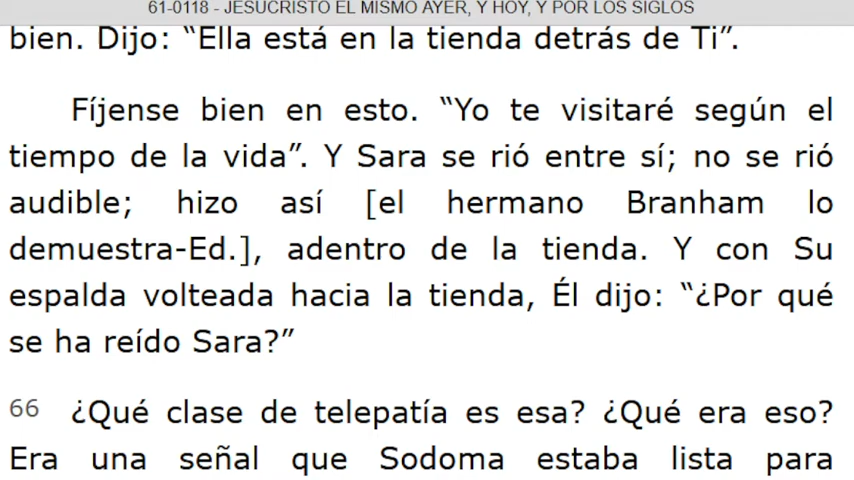 61-0118 - JESUCRISTO EL MISMO AYER, Y HOY, Y POR LOS SIGLOS
bien. Dijo: “Ella está en la tienda detrás de Ti”.
Fíjense bien en esto. “Yo te visitaré según el
tiempo de la vida”. Y Sara se rió entre sí; no se rió
audible; hizo así [el hermano Branham lo
demuestra-Ed.], adentro de la tienda. Y con Su
espalda volteada hacia la tienda, Él dijo: “¿Por qué
se ha reído Sara?”
66 ¿Qué clase de telepatía es esa? ¿Qué era eso?
Era una señal que Sodoma estaba lista para